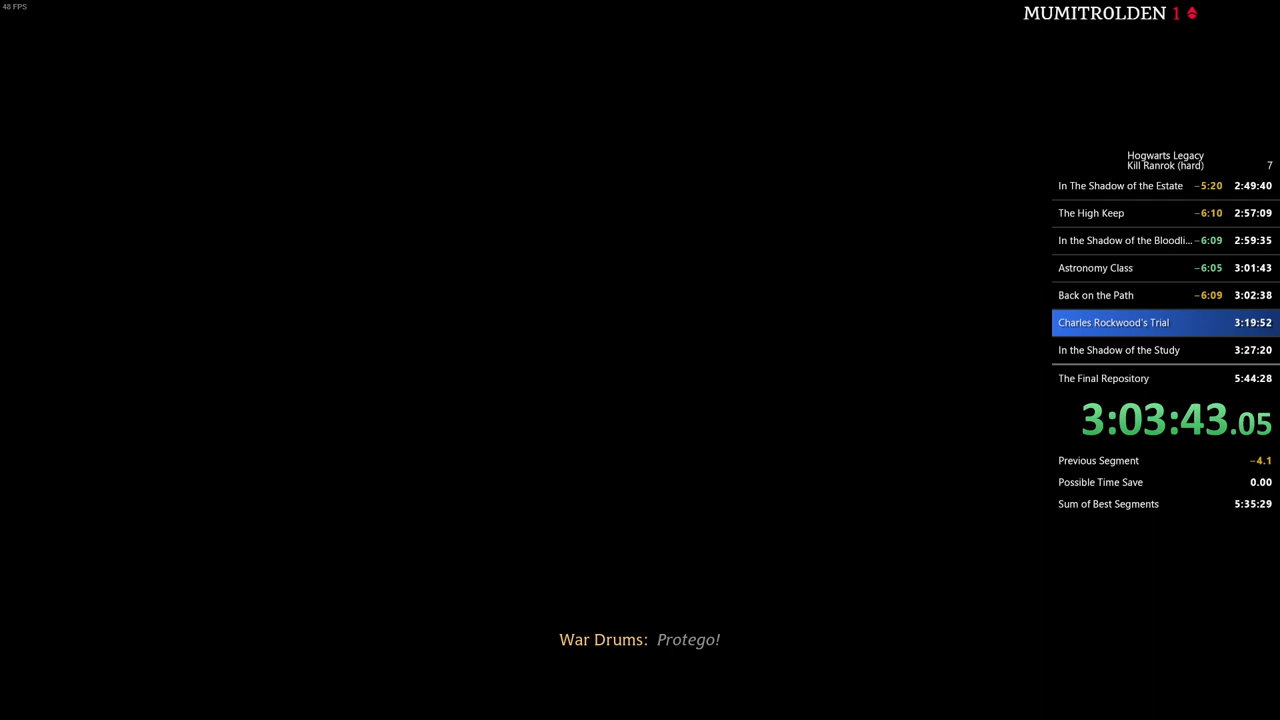 48 FPS
MUMITR0LDEN 1
Hogwarts Legacy
Kill Ranrok (hard) 7
In The Shadow of the Estate −5:20 2:49:40
The High Keep −6:10 2:57:09
In the Shadow of the Bloodli... −6:09 2:59:35
Astronomy Class −6:05 3:01:43
Back on the Path −6:09 3:02:38
Charles Rockwood's Trial 3:19:52
In the Shadow of the Study 3:27:20
The Final Repository 5:44:28
3:03:43.05
Previous Segment −4.1
Possible Time Save 0.00
Sum of Best Segments 5:35:29
War Drums: Protego!